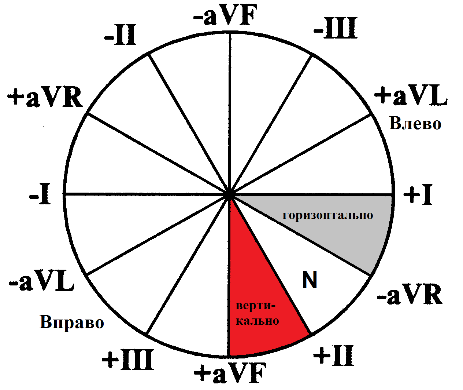 -aVF
-II
-III
+aVR
+aVL
Влево
-I
+I
горизонтально
-aVL
N
-aVR
Вправо
верти-
кально
+III
+II
+aVF